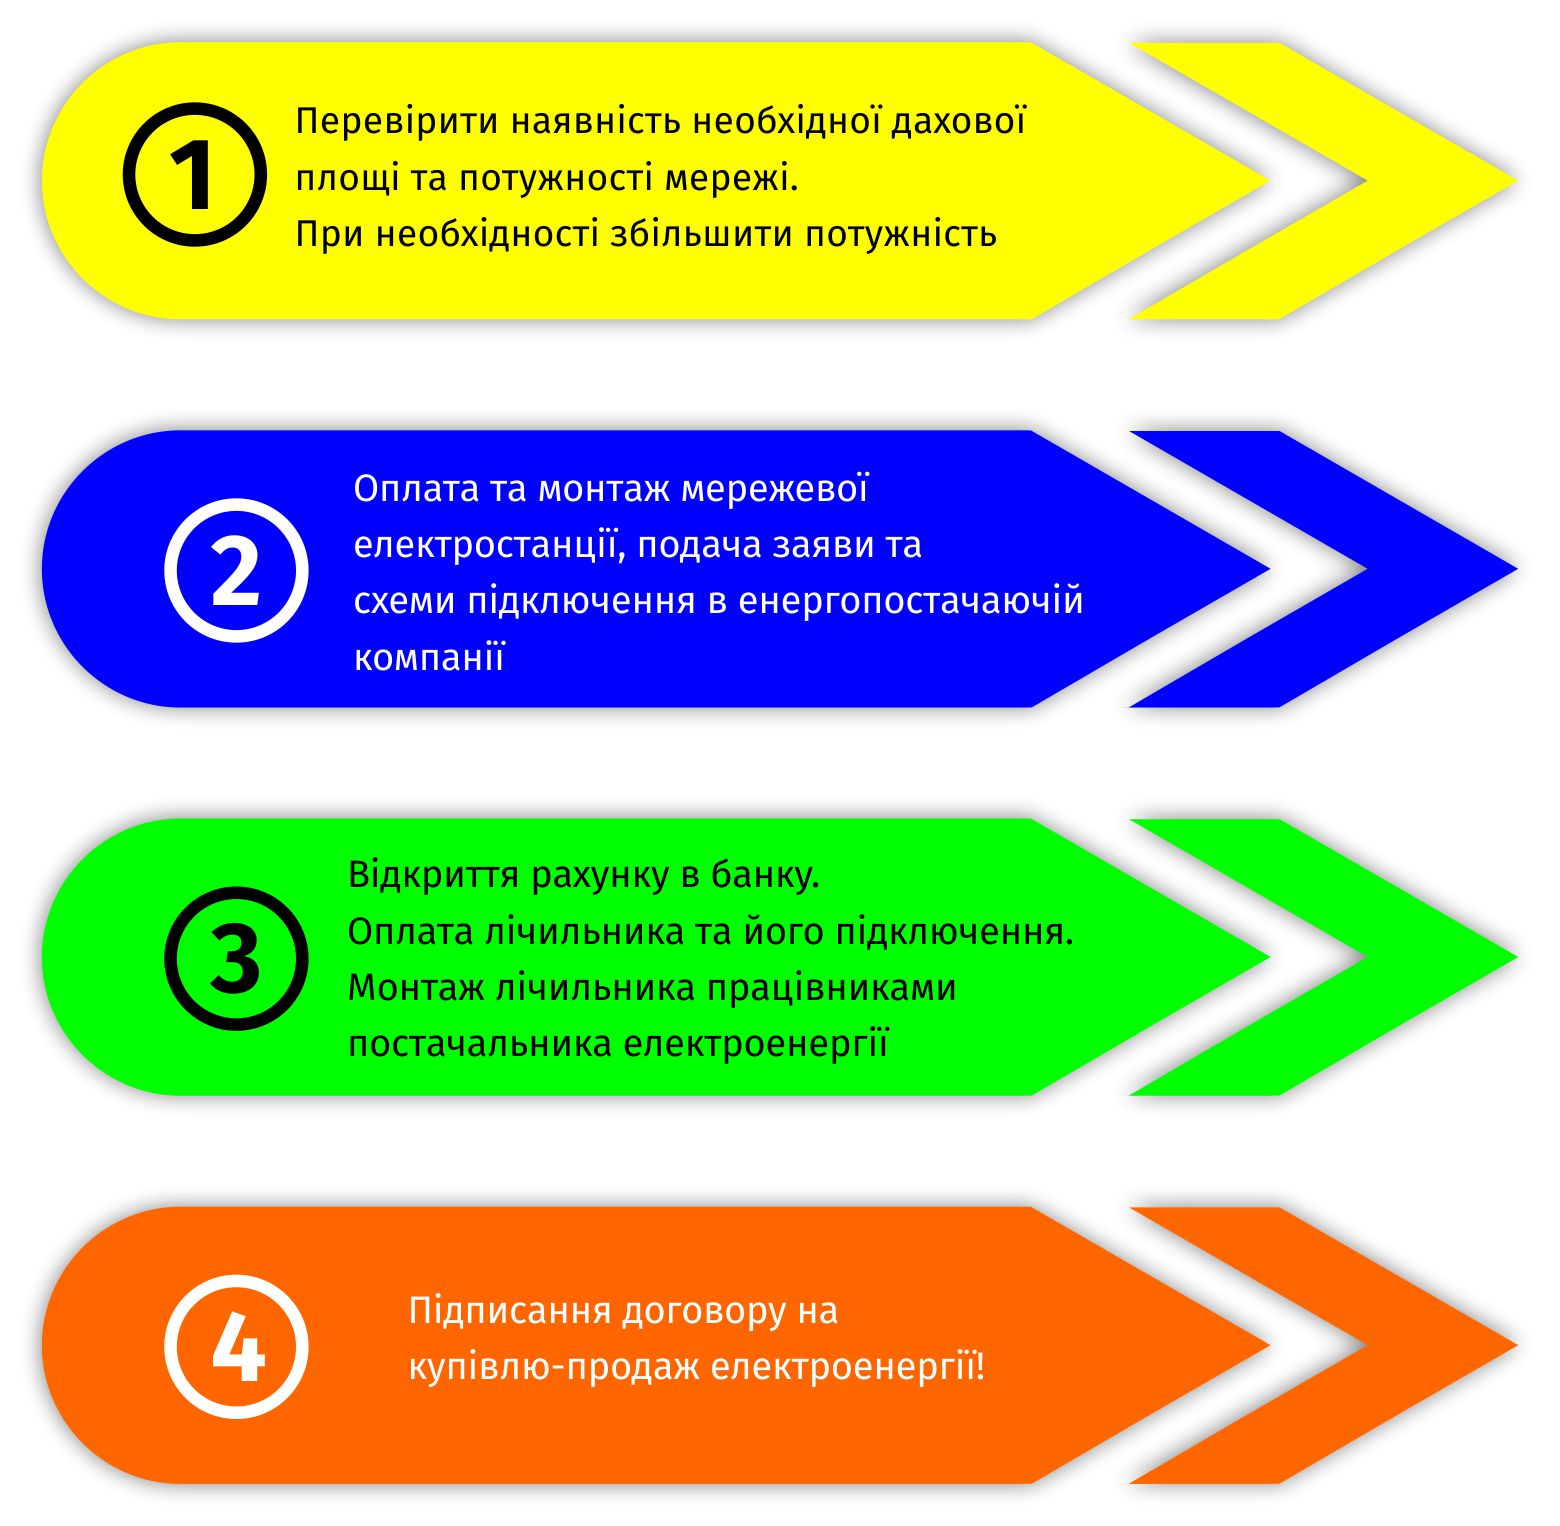 1
Перевірити наявність необхідної дахової
площі та потужності мережі.
При необхідності збільшити потужність
2
Оплата та монтаж мережевої
електростанції, подача заяви та
схеми підключення в енергопостачаючій
компанії
3
Відкриття рахунку в банку.
Оплата лічильника та його підключення.
Монтаж лічильника працівниками
постачальника електроенергії
4
Підписання договору на
купівлю-продаж електроенергії!